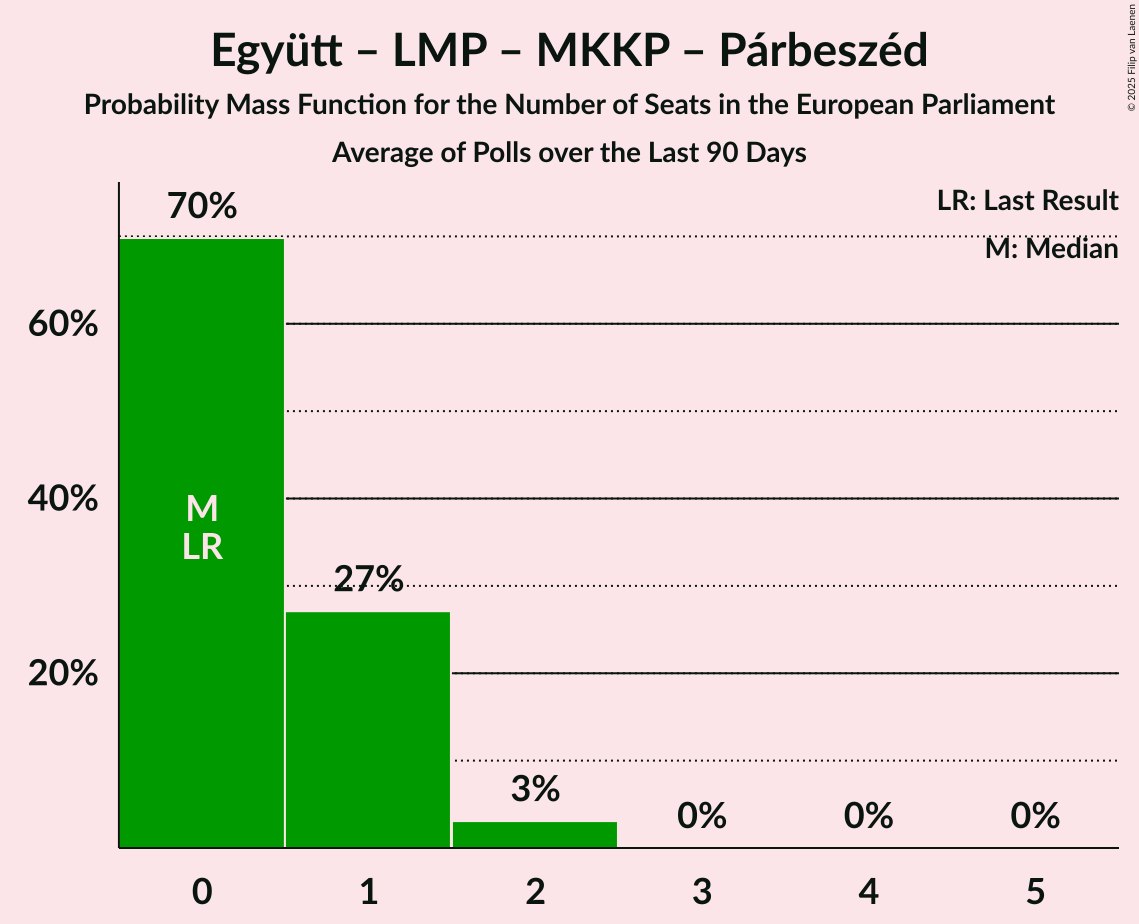 Együtt – LMP – MKKP – Párbeszéd
Probability Mass Function for the Number of Seats in the European Parliament
Average of Polls over the Last 90 Days
© 2025 Filip van Laenen
LR: Last Result
M: Median
70%
60%
40%
20%
M
LR
27%
3%
0%
0%
0%
0
1
2
3
4
5